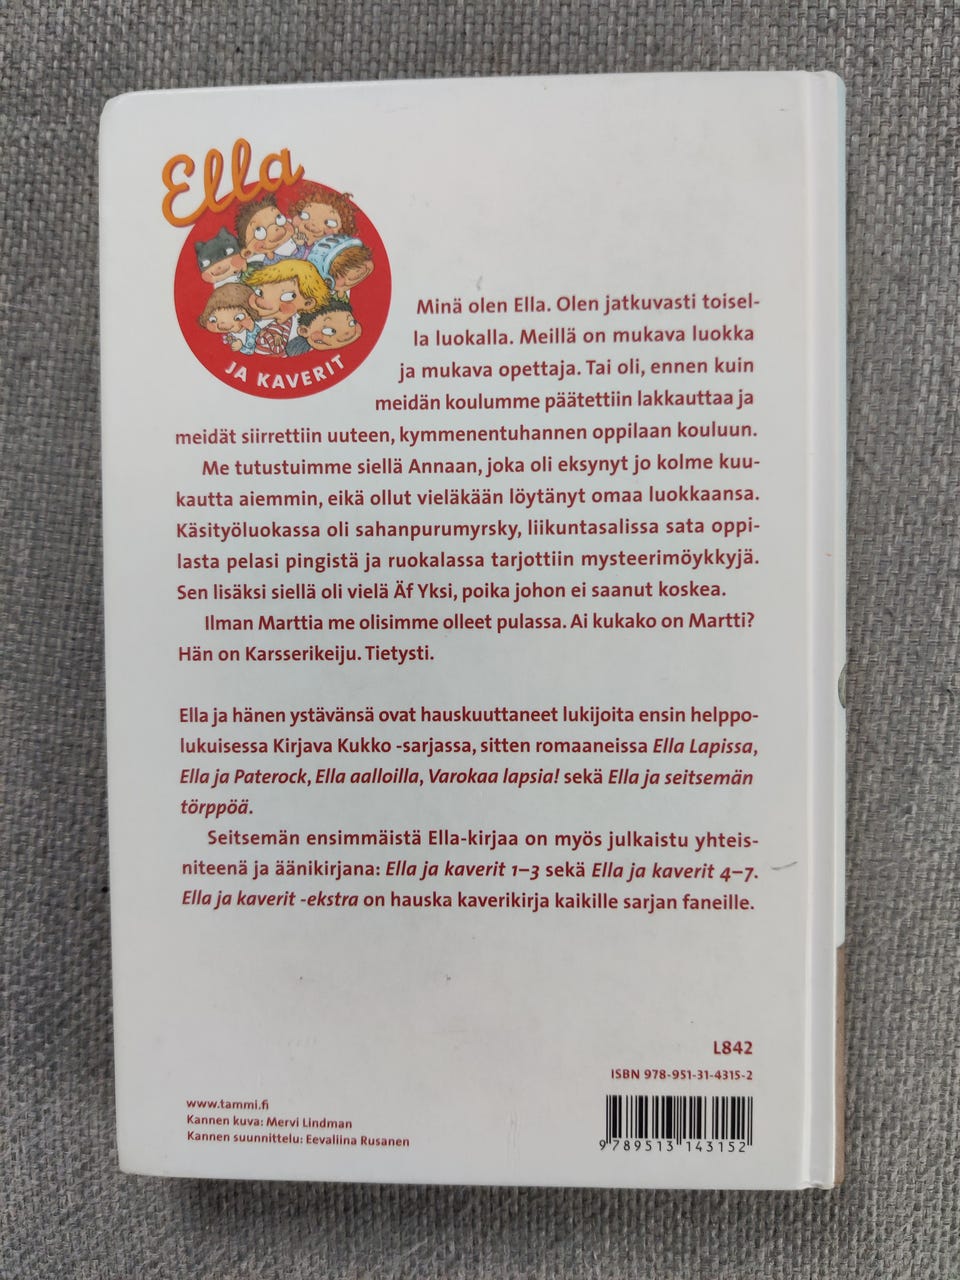 Ella
JA KAVERIT
Minä olen Ella. Olen jatkuvasti toisel-
la luokalla. Meillä on mukava luokka
ja mukava opettaja. Tai oli, ennen kuin
meidän koulumme päätettiin lakkauttaa ja
meidät siirrettiin uuteen, kymmenentuhannen oppilaan kouluun.
Me tutustuimme siellä Annaan, joka oli eksynyt jo kolme kuu-
kautta aiemmin, eikä ollut vieläkään löytänyt omaa luokkaansa.
Käsityöluokassa oli sahanpurumyrsky, liikuntasalissa sata oppi-
lasta pelasi pingistä ja ruokalassa tarjottiin mysteerimöykkyjä.
Sen lisäksi siellä oli vielä Äf Yksi, poika johon ei saanut koskea.
Ilman Marttia me olisimme olleet pulassa. Ai kukako on Martti?
Hän on Karsserikeiju. Tietysti.
Ella ja hänen ystävänsä ovat hauskuuttaneet lukijoita ensin helppo-
lukuisessa Kirjava Kukko -sarjassa, sitten romaaneissa Ella Lapissa,
Ella ja Paterock, Ella aalloilla, Varokaa lapsia! sekä Ella ja seitsemän
törppöä.
Seitsemän ensimmäistä Ella-kirjaa on myös julkaistu yhteis-
niteenä ja äänikirjana: Ella ja kaverit 1–3 sekä Ella ja kaverit 4–7.
Ella ja kaverit -ekstra on hauska kaverikirja kaikille sarjan faneille.
L842
ISBN 978-951-31-4315-2
www.tammi.fi
Kannen kuva: Mervi Lindman
Kannen suunnittelu: Eevaliina Rusanen
9 789513 143152